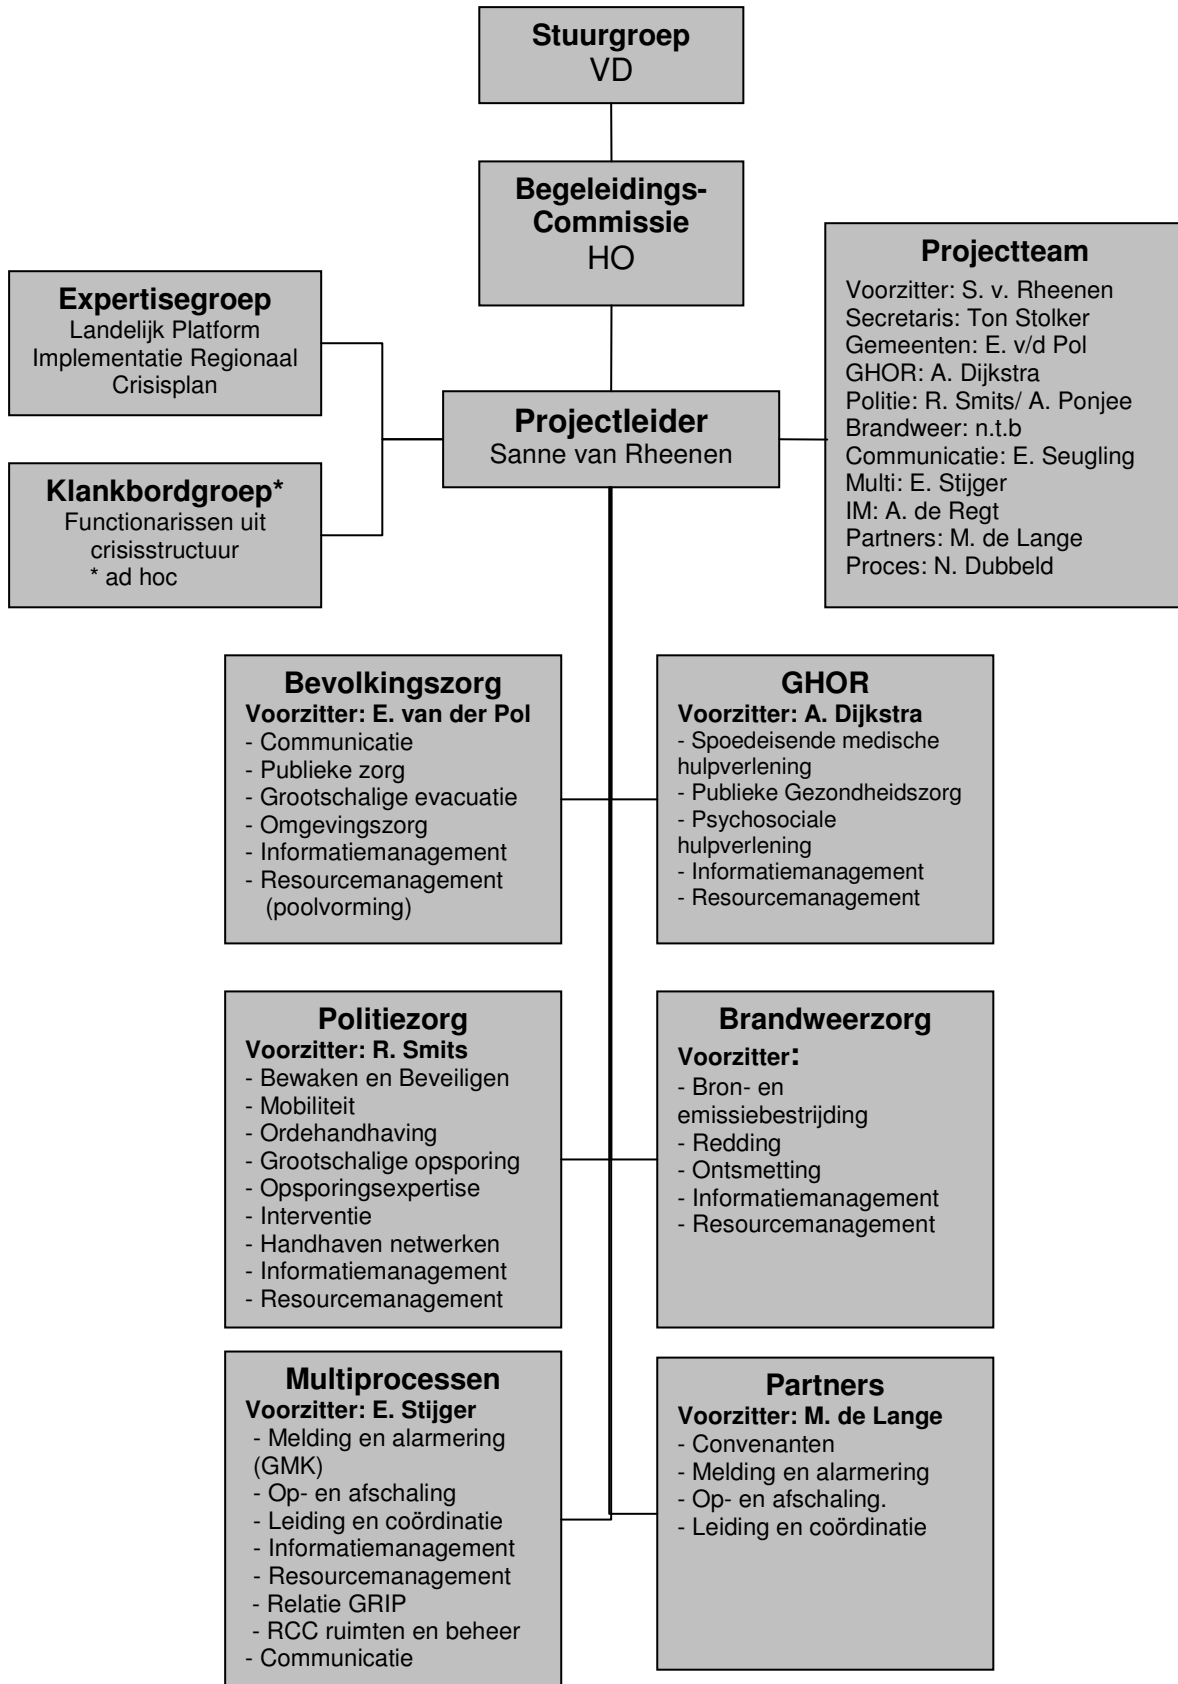 Stuurgroep
VD
Begeleidings-
Commissie
HO
Expertisegroep
Landelijk Platform
Implementatie Regionaal
Crisisplan
Klankbordgroep*
Functionarissen uit
crisisstructuur
* ad hoc
Projectleider
Sanne van Rheenen
Projectteam
Voorzitter: S. v. Rheenen
Secretaris: Ton Stolker
Gemeenten: E. v/d Pol
GHOR: A. Dijkstra
Politie: R. Smits/ A. Ponjee
Brandweer: n.t.b
Communicatie: E. Seugling
Multi: E. Stijger
IM: A. de Regt
Partners: M. de Lange
Proces: N. Dubbeld
Bevolkingszorg
Voorzitter: E. van der Pol
- Communicatie
- Publieke zorg
- Grootschalige evacuatie
- Omgevingszorg
- Informatiemanagement
- Resourcemanagement
(poolvorming)
GHOR
Voorzitter: A. Dijkstra
- Spoedeisende medische
hulpverlening
- Publieke Gezondheidszorg
- Psychosociale
hulpverlening
- Informatiemanagement
- Resourcemanagement
Politiezorg
Voorzitter: R. Smits
- Bewaken en Beveiligen
- Mobiliteit
- Ordehandhaving
- Grootschalige opsporing
- Opsporingsexpertise
- Interventie
- Handhaven netwerken
- Informatiemanagement
- Resourcemanagement
Brandweerzorg
Voorzitter:
- Bron- en
emissiebestrijding
- Redding
- Ontsmetting
- Informatiemanagement
- Resourcemanagement
Multiprocessen
Voorzitter: E. Stijger
- Melding en alarmering
(GMK)
- Op- en afschaling
- Leiding en coördinatie
- Informatiemanagement
- Resourcemanagement
- Relatie GRIP
- RCC ruimten en beheer
- Communicatie
Partners
Voorzitter: M. de Lange
- Convenanten
- Melding en alarmering
- Op- en afschaling.
- Leiding en coördinatie